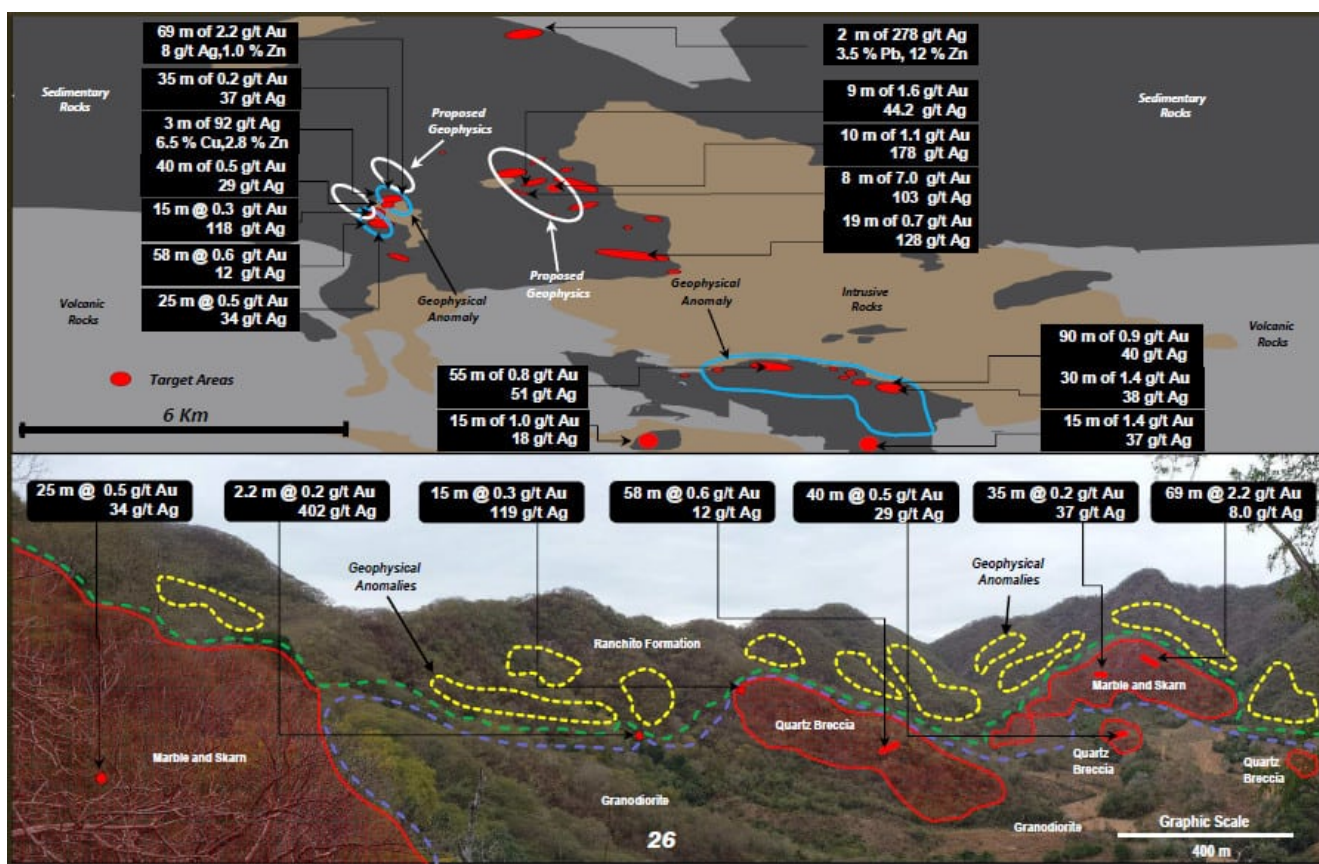 69 m of 2.2 g/t Au
8 g/t Ag,1.0 % Zn
35 m of 0.2 g/t Au
37 g/t Ag
3 m of 92 g/t Ag
6.5 % Cu,2.8 % Zn
40 m of 0.5 g/t Au
29 g/t Ag
15 m @ 0.3 g/t Au
118 g/t Ag
58 m @ 0.6 g/t Au
12 g/t Ag
25 m @ 0.5 g/t Au
34 g/t Ag
Sedimentary
Rocks
Proposed
Geophysics
2 m of 278 g/t Ag
3.5 % Pb, 12 % Zn
9 m of 1.6 g/t Au
44.2 g/t Ag
10 m of 1.1 g/t Au
178 g/t Ag
8 m of 7.0 g/t Au
103 g/t Ag
19 m of 0.7 g/t Au
128 g/t Ag
Sedimentary
Rocks
Volcanic
Rocks
Geophysical
Anomaly
Proposed
Geophysics
Geophysical
Anomaly
Intrusive
Rocks
Volcanic
Rocks
Target Areas
6 Km
55 m of 0.8 g/t Au
51 g/t Ag
15 m of 1.0 g/t Au
18 g/t Ag
90 m of 0.9 g/t Au
40 g/t Ag
30 m of 1.4 g/t Au
38 g/t Ag
15 m of 1.4 g/t Au
37 g/t Ag
25 m @ 0.5 g/t Au
34 g/t Ag
2.2 m @ 0.2 g/t Au
402 g/t Ag
15 m @ 0.3 g/t Au
119 g/t Ag
58 m @ 0.6 g/t Au
12 g/t Ag
40 m @ 0.5 g/t Au
29 g/t Ag
35 m @ 0.2 g/t Au
37 g/t Ag
69 m @ 2.2 g/t Au
8.0 g/t Ag
Geophysical
Anomalies
Geophysical
Anomalies
Ranchito Formation
Marble and Skarn
Quartz Breccia
Marble and Skarn
Quartz
Breccia
Quartz
Breccia
Granodiorite
Granodiorite
26
Graphic Scale
400 m